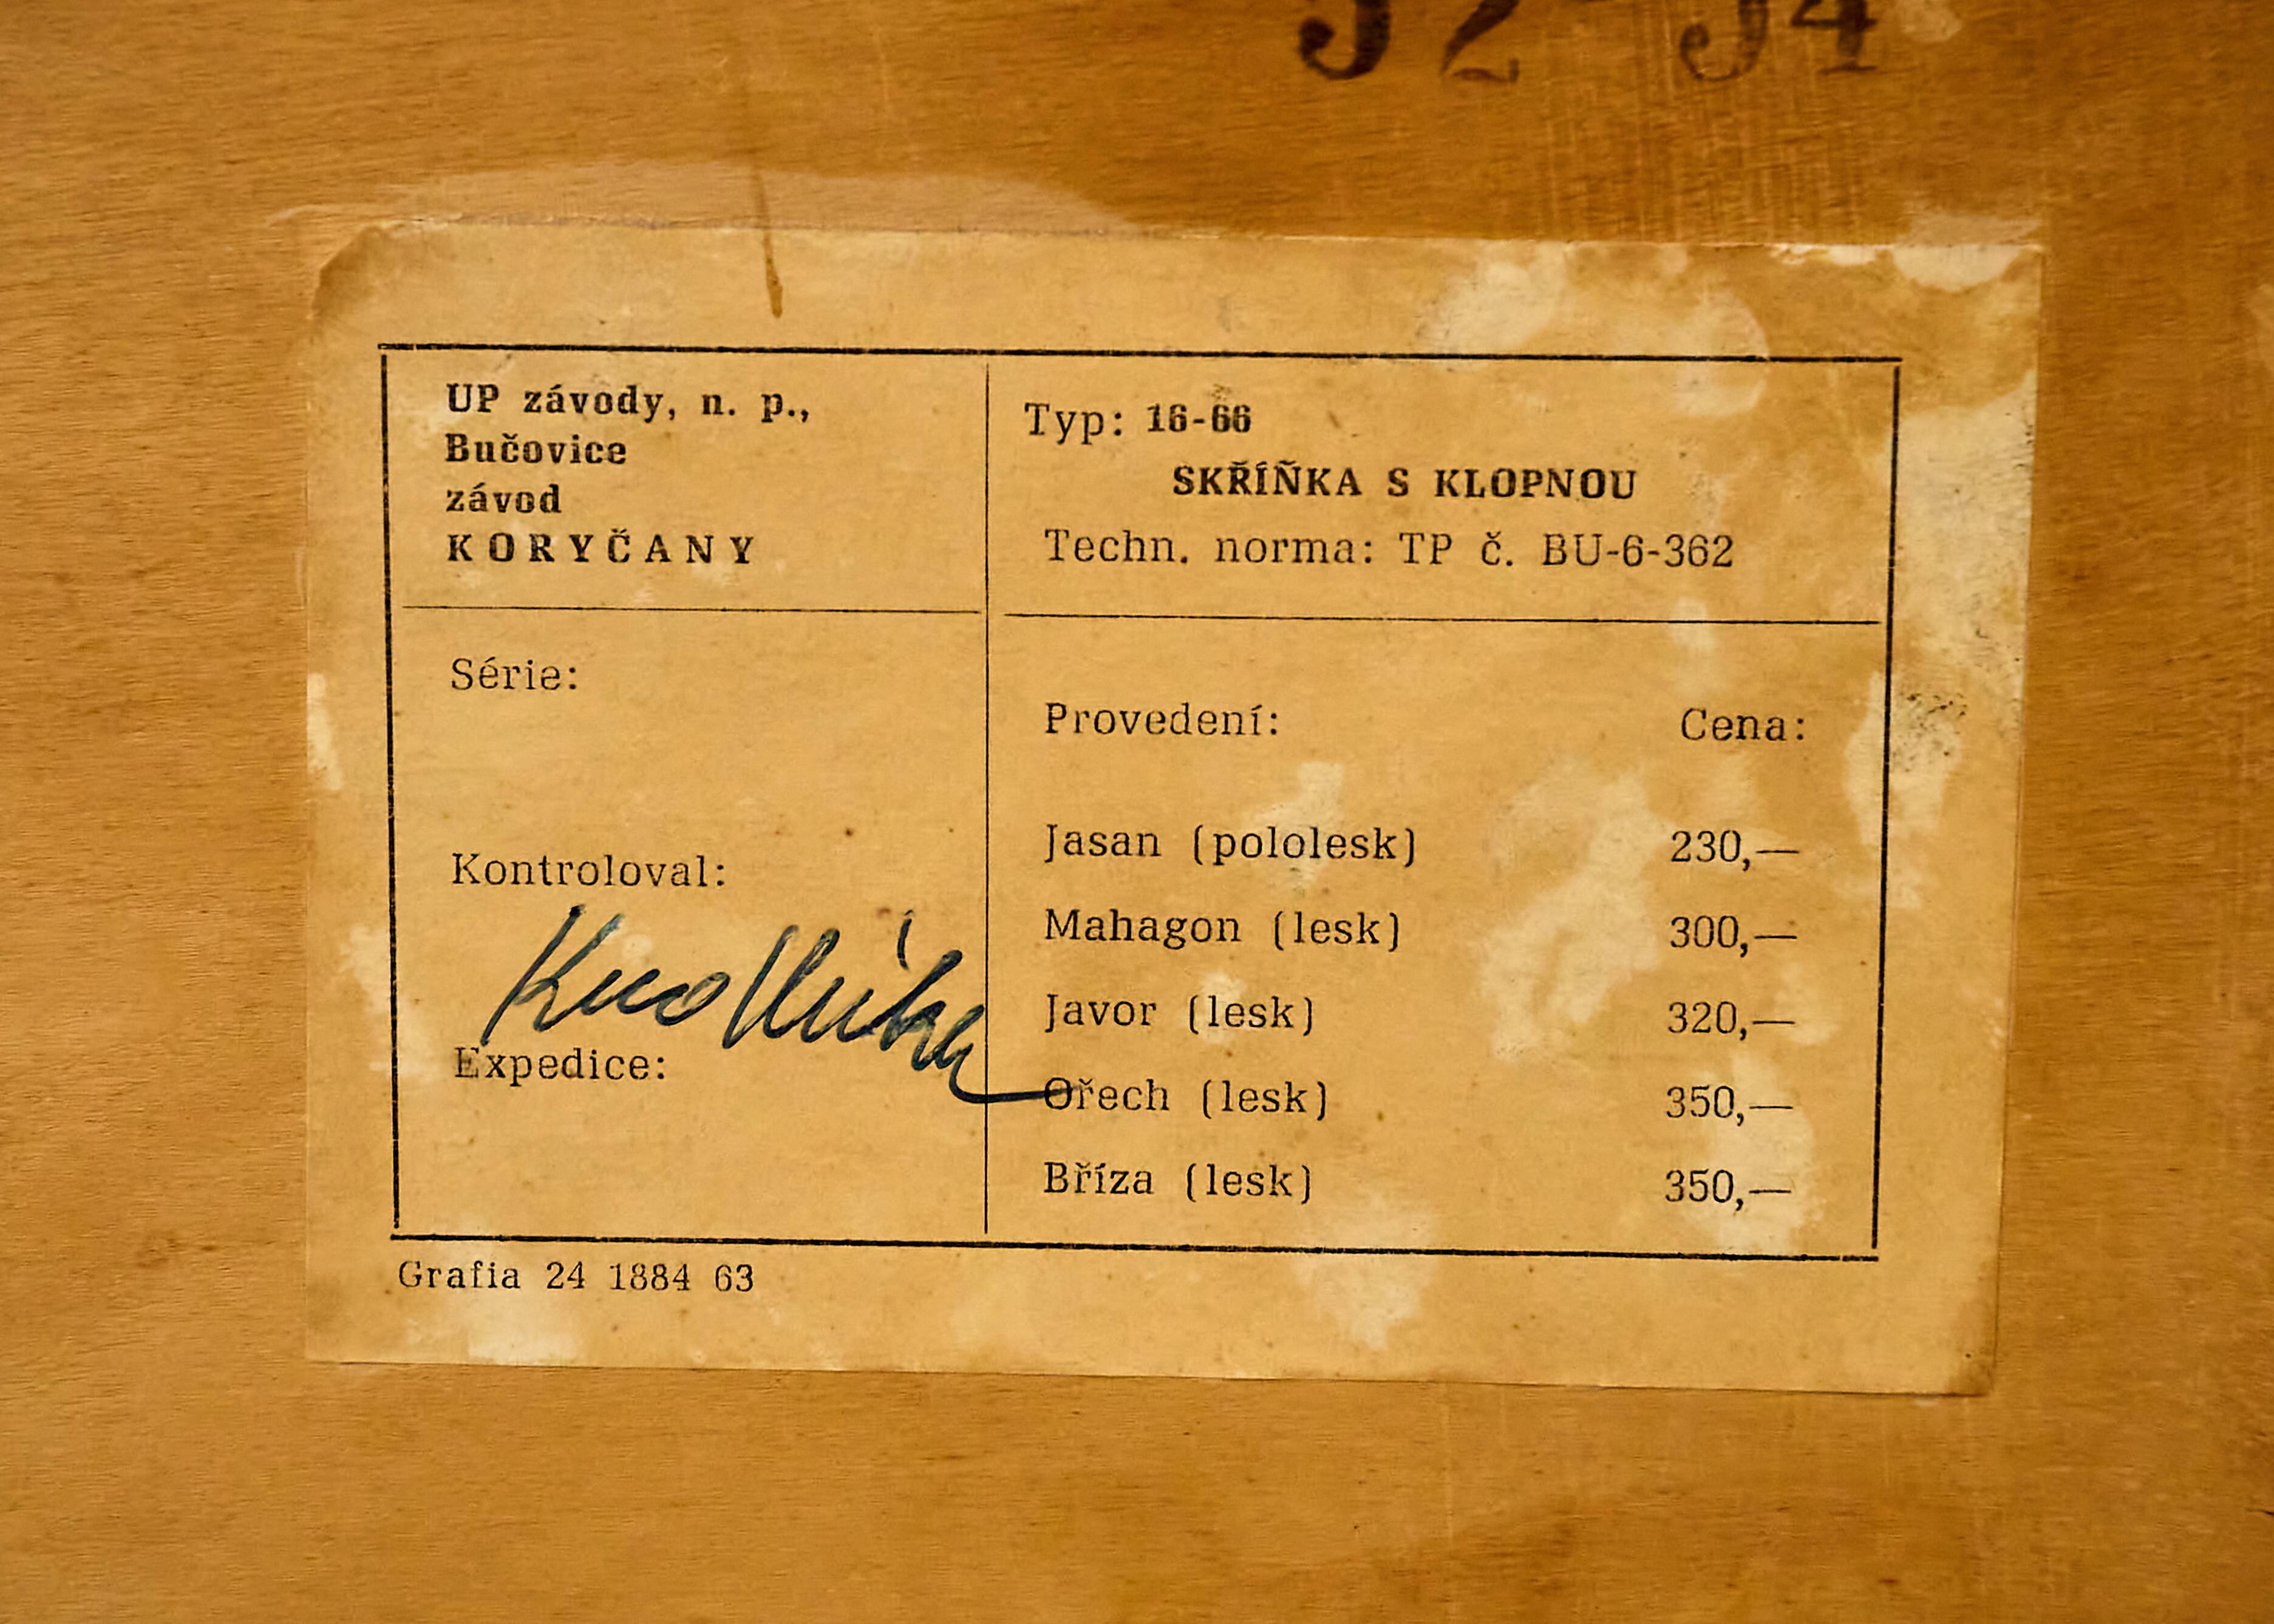 UP závody, n. p.,
Bučovice
závod
KORYČANY
Typ: 16-66
SKŘÍŇKA S KLOPNOU
Techn. norma: TP č. BU-6-362
Série:
Kontroloval:
Expedice:
Provedení: Cena:
Jasan (pololesk) 230,—
Mahagon (lesk) 300,—
Javor (lesk) 320,—
Ořech (lesk) 350,—
Bříza (lesk) 350,—
Grafia 24 1884 63